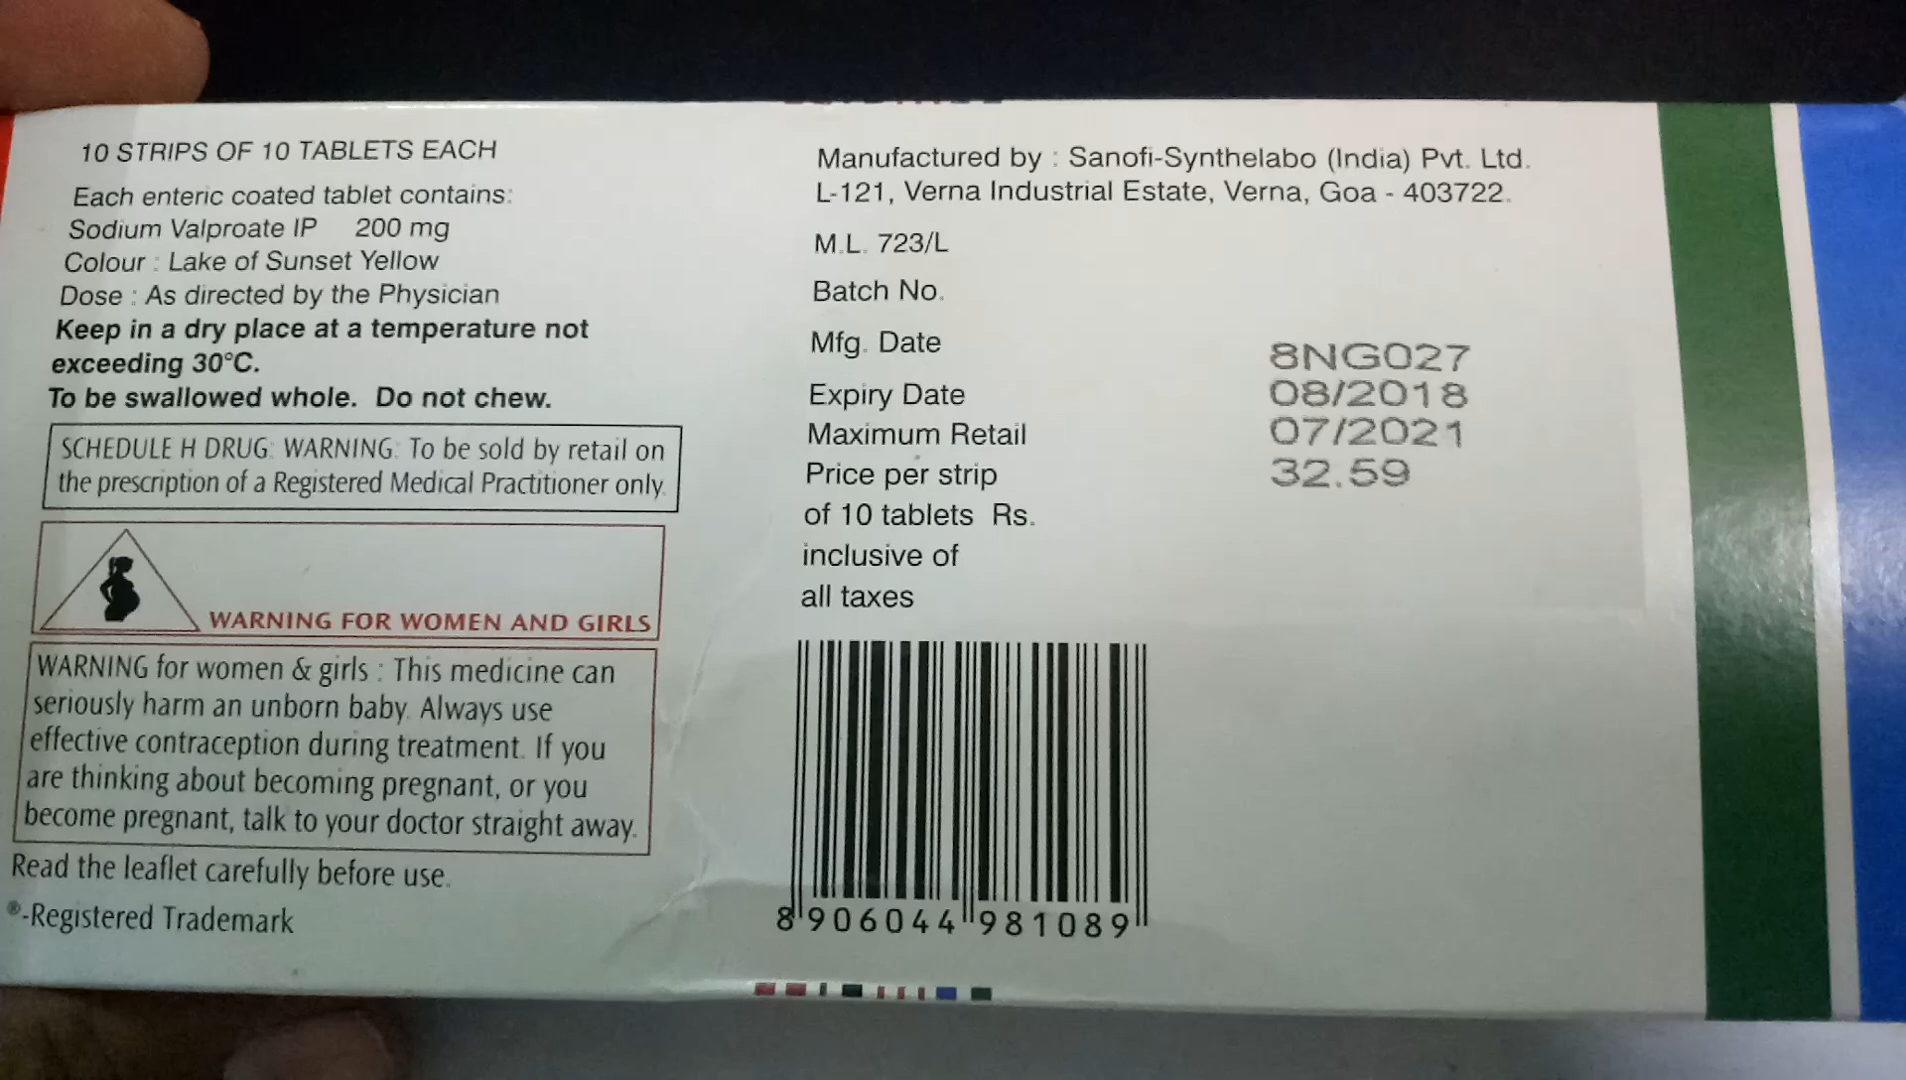 10 STRIPS OF 10 TABLETS EACH
Each enteric coated tablet contains:
Sodium Valproate IP 200 mg
Colour : Lake of Sunset Yellow
Dose : As directed by the Physician
Keep in a dry place at a temperature not
exceeding 30°C.
To be swallowed whole. Do not chew.
SCHEDULE H DRUG: WARNING: To be sold by retail on
the prescription of a Registered Medical Practitioner only.
WARNING FOR WOMEN AND GIRLS
WARNING for women & girls : This medicine can
seriously harm an unborn baby. Always use
effective contraception during treatment. If you
are thinking about becoming pregnant, or you
become pregnant, talk to your doctor straight away.
Read the leaflet carefully before use.
®-Registered Trademark
Manufactured by : Sanofi-Synthelabo (India) Pvt. Ltd.
L-121, Verna Industrial Estate, Verna, Goa - 403722.
M.L. 723/L
Batch No.
Mfg. Date
Expiry Date
Maximum Retail
Price per strip
of 10 tablets Rs.
inclusive of
all taxes
8NG027
08/2018
07/2021
32.59
8 906044 981089